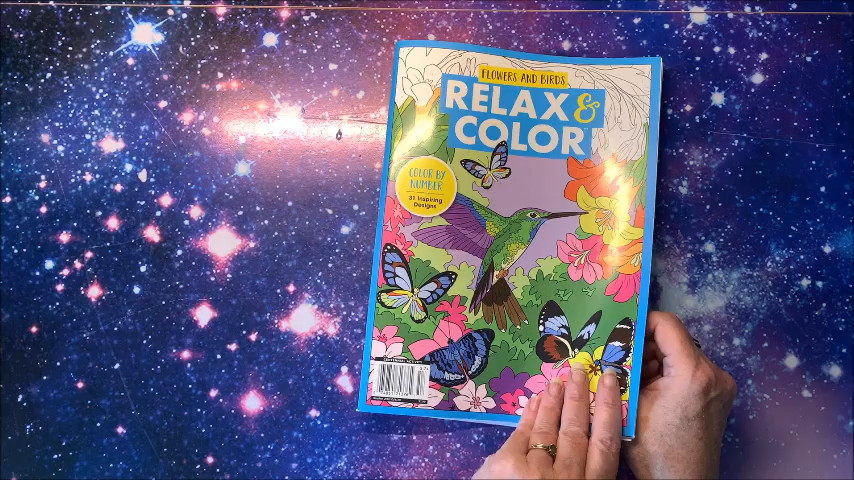 FLOWERS AND BIRDS
RELAX &
COLOR
COLOR BY
NUMBER
31 Inspiring
Designs